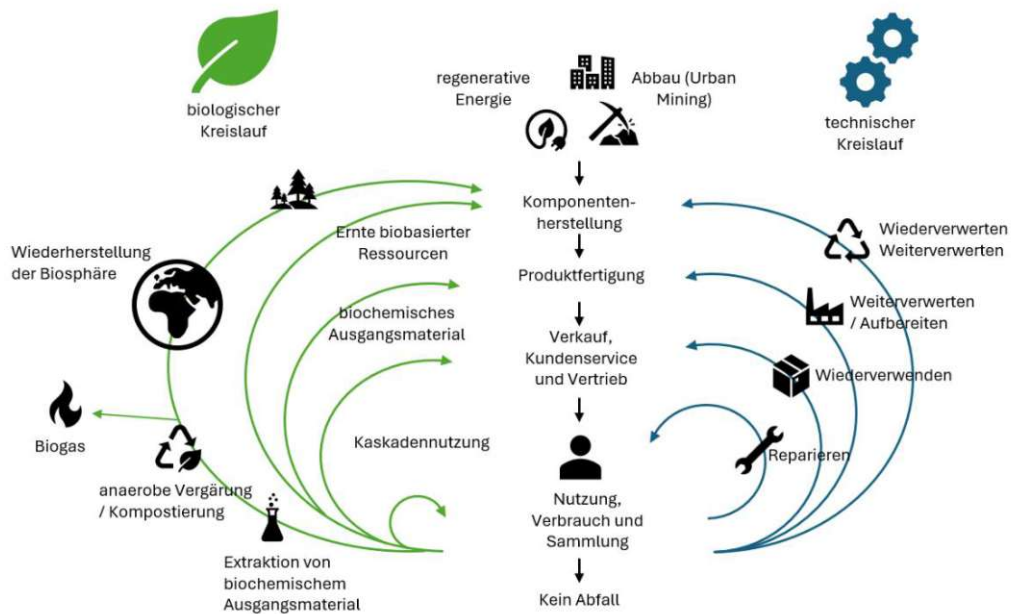 biologischer
Kreislauf
regenerative
Energie
Abbau (Urban
Mining)
technischer
Kreislauf
Komponenten-
herstellung
Produktfertigung
Verkauf,
Kundenservice
und Vertrieb
Nutzung,
Verbrauch und
Sammlung
Kein Abfall
Wiederherstellung
der Biosphäre
Ernte biobasierter
Ressourcen
biochemisches
Ausgangsmaterial
Kaskadennutzung
Biogas
anaerobe Vergärung
/ Kompostierung
Extraktion von
biochemischem
Ausgangsmaterial
Wiederverwerten
Weiterverwerten
Weiterverwerten
/ Aufbereiten
Wiederverwenden
Reparieren